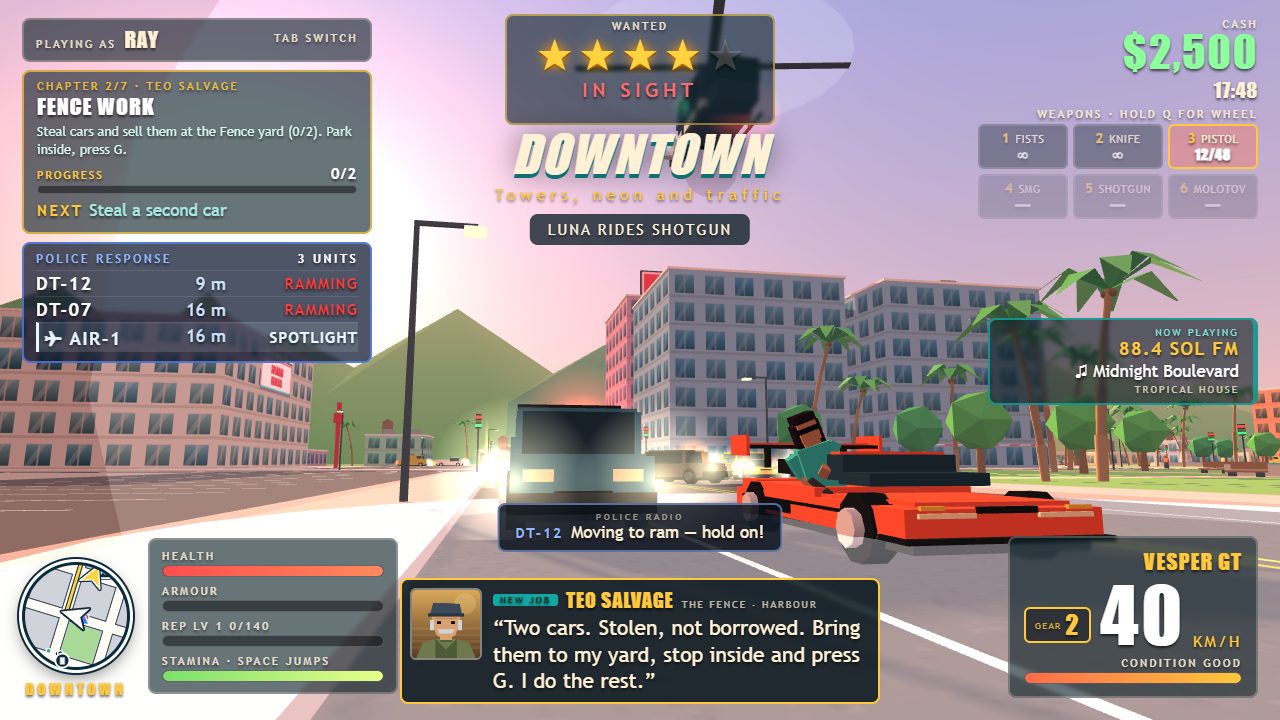 PLAYING AS RAY TAB SWITCH
CHAPTER 2/7 · TEO SALVAGE
FENCE WORK
Steal cars and sell them at the Fence yard (0/2). Park
inside, press G.
PROGRESS 0/2
NEXT Steal a second car
POLICE RESPONSE 3 UNITS
DT-12 9 m RAMMING
DT-07 16 m RAMMING
AIR-1 16 m SPOTLIGHT
WANTED
IN SIGHT
DOWNTOWN
Towers, neon and traffic
LUNA RIDES SHOTGUN
CASH
$2,500
17:48
WEAPONS · HOLD Q FOR WHEEL
1 FISTS 2 KNIFE 3 PISTOL
∞ ∞ 12/48
4 SMG 5 SHOTGUN 6 MOLOTOV
— — —
NOW PLAYING
88.4 SOL FM
♫ Midnight Boulevard
TROPICAL HOUSE
POLICE RADIO
DT-12 Moving to ram — hold on!
HEALTH
ARMOUR
REP LV 1 0/140
STAMINA · SPACE JUMPS
DOWNTOWN
NEW JOB TEO SALVAGE THE FENCE · HARBOUR
“Two cars. Stolen, not borrowed. Bring
them to my yard, stop inside and press
G. I do the rest.”
VESPER GT
GEAR 2 40 KM/H
CONDITION GOOD